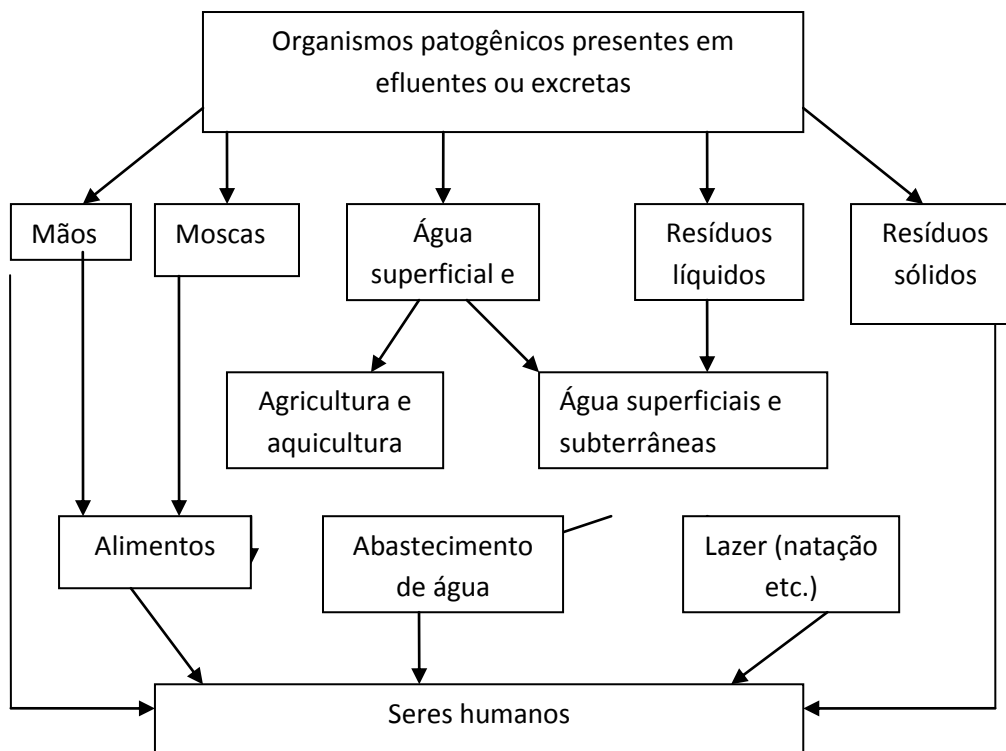 Organismos patogênicos presentes em
efluentes ou excretas
Mãos
Moscas
Água
superficial e
Resíduos
líquidos
Resíduos
sólidos
Agricultura e
aquicultura
Água superficiais e
subterrâneas
Alimentos
Abastecimento
de água
Lazer (natação
etc.)
Seres humanos